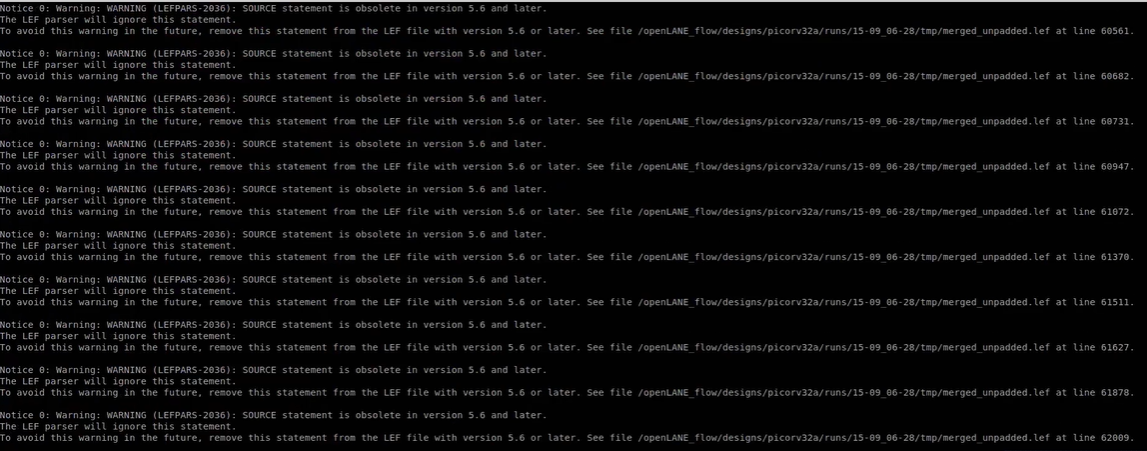 Notice 0: Warning: WARNING (LEFPARS-2036): SOURCE statement is obsolete in version 5.6 and later.
The LEF parser will ignore this statement.
To avoid this warning in the future, remove this statement from the LEF file with version 5.6 or later. See file /openLANE_flow/designs/picorv32a/runs/15-09_06-28/tmp/merged_unpadded.lef at line 60561.
Notice 0: Warning: WARNING (LEFPARS-2036): SOURCE statement is obsolete in version 5.6 and later.
The LEF parser will ignore this statement.
To avoid this warning in the future, remove this statement from the LEF file with version 5.6 or later. See file /openLANE_flow/designs/picorv32a/runs/15-09_06-28/tmp/merged_unpadded.lef at line 60682.
Notice 0: Warning: WARNING (LEFPARS-2036): SOURCE statement is obsolete in version 5.6 and later.
The LEF parser will ignore this statement.
To avoid this warning in the future, remove this statement from the LEF file with version 5.6 or later. See file /openLANE_flow/designs/picorv32a/runs/15-09_06-28/tmp/merged_unpadded.lef at line 60731.
Notice 0: Warning: WARNING (LEFPARS-2036): SOURCE statement is obsolete in version 5.6 and later.
The LEF parser will ignore this statement.
To avoid this warning in the future, remove this statement from the LEF file with version 5.6 or later. See file /openLANE_flow/designs/picorv32a/runs/15-09_06-28/tmp/merged_unpadded.lef at line 60947.
Notice 0: Warning: WARNING (LEFPARS-2036): SOURCE statement is obsolete in version 5.6 and later.
The LEF parser will ignore this statement.
To avoid this warning in the future, remove this statement from the LEF file with version 5.6 or later. See file /openLANE_flow/designs/picorv32a/runs/15-09_06-28/tmp/merged_unpadded.lef at line 61072.
Notice 0: Warning: WARNING (LEFPARS-2036): SOURCE statement is obsolete in version 5.6 and later.
The LEF parser will ignore this statement.
To avoid this warning in the future, remove this statement from the LEF file with version 5.6 or later. See file /openLANE_flow/designs/picorv32a/runs/15-09_06-28/tmp/merged_unpadded.lef at line 61370.
Notice 0: Warning: WARNING (LEFPARS-2036): SOURCE statement is obsolete in version 5.6 and later.
The LEF parser will ignore this statement.
To avoid this warning in the future, remove this statement from the LEF file with version 5.6 or later. See file /openLANE_flow/designs/picorv32a/runs/15-09_06-28/tmp/merged_unpadded.lef at line 61511.
Notice 0: Warning: WARNING (LEFPARS-2036): SOURCE statement is obsolete in version 5.6 and later.
The LEF parser will ignore this statement.
To avoid this warning in the future, remove this statement from the LEF file with version 5.6 or later. See file /openLANE_flow/designs/picorv32a/runs/15-09_06-28/tmp/merged_unpadded.lef at line 61627.
Notice 0: Warning: WARNING (LEFPARS-2036): SOURCE statement is obsolete in version 5.6 and later.
The LEF parser will ignore this statement.
To avoid this warning in the future, remove this statement from the LEF file with version 5.6 or later. See file /openLANE_flow/designs/picorv32a/runs/15-09_06-28/tmp/merged_unpadded.lef at line 61878.
Notice 0: Warning: WARNING (LEFPARS-2036): SOURCE statement is obsolete in version 5.6 and later.
The LEF parser will ignore this statement.
To avoid this warning in the future, remove this statement from the LEF file with version 5.6 or later. See file /openLANE_flow/designs/picorv32a/runs/15-09_06-28/tmp/merged_unpadded.lef at line 62009.